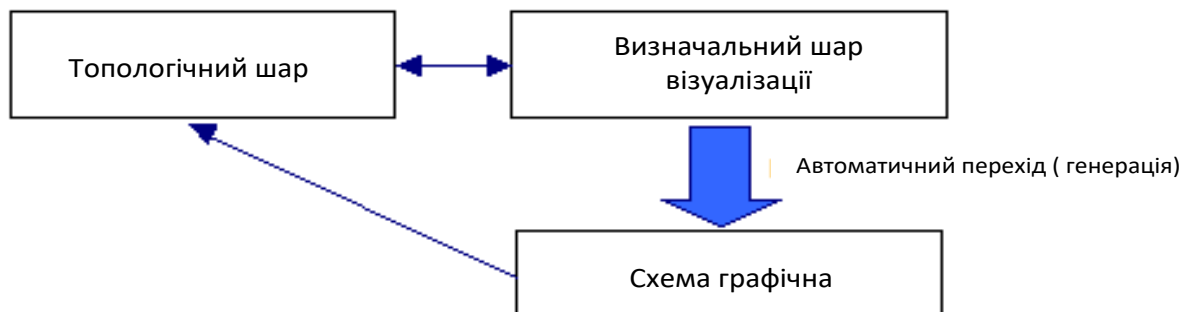 Топологічний шар
Визначальний шар
візуалізації
Автоматичний перехід ( генерація)
Схема графічна